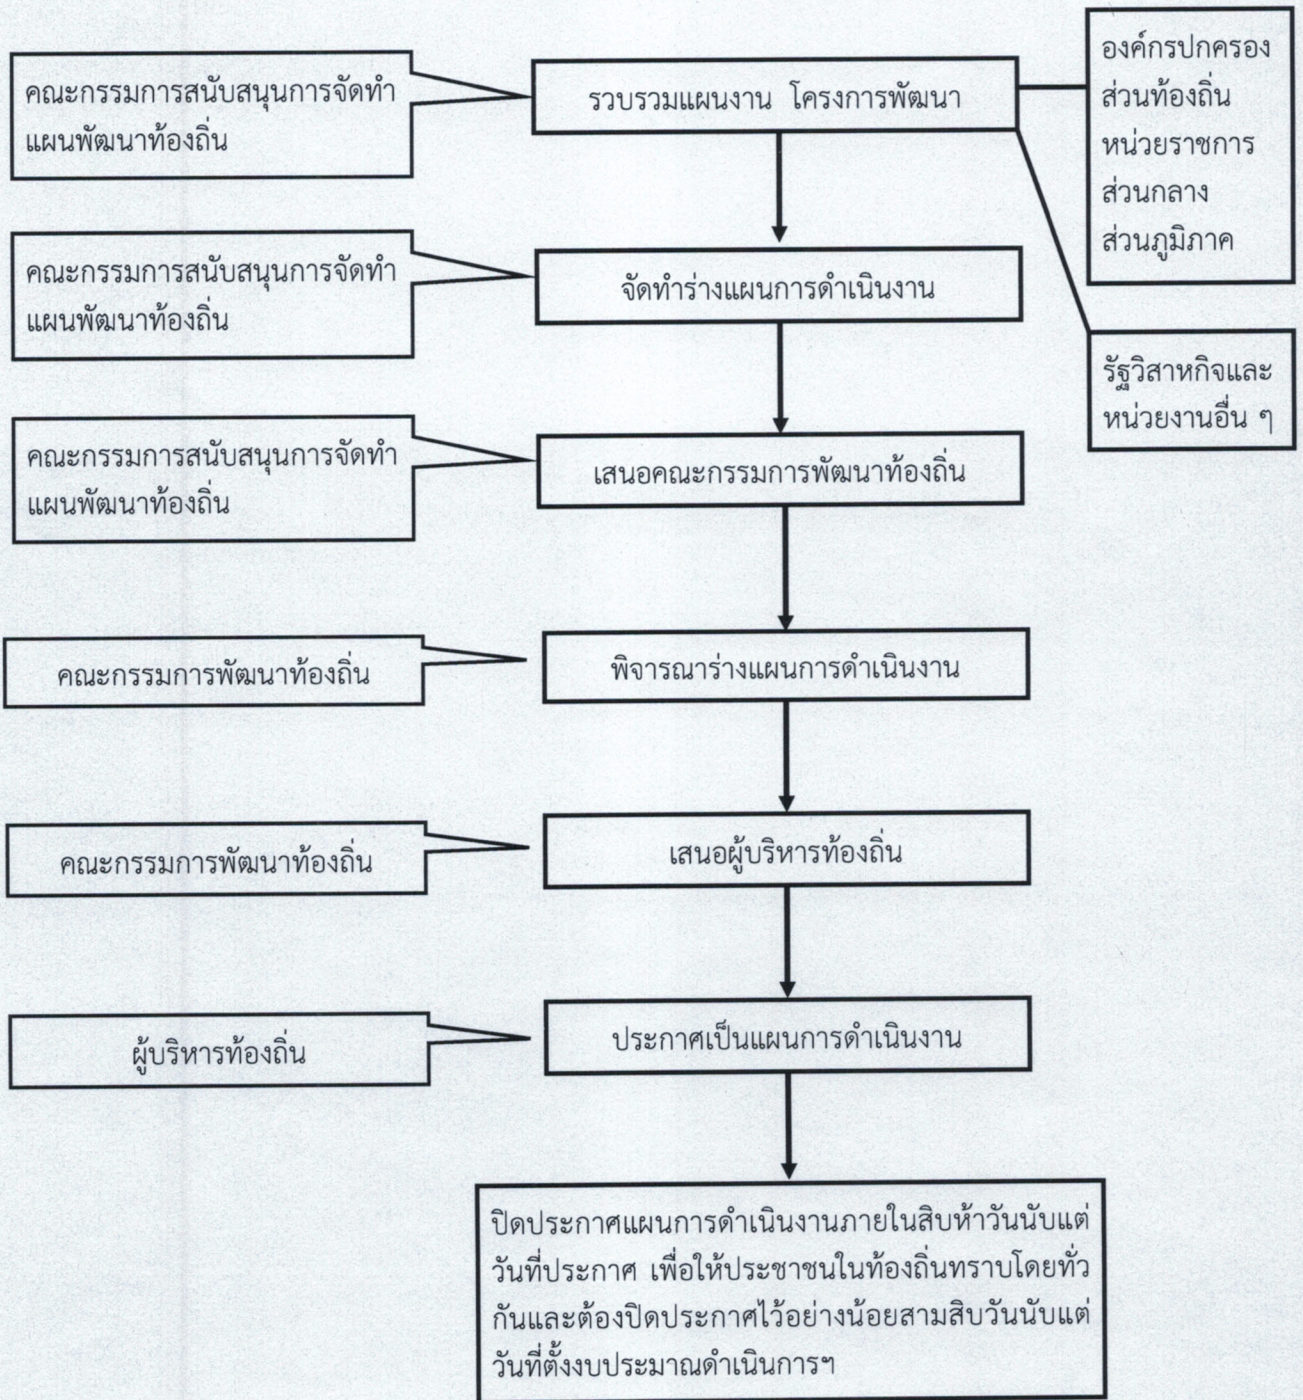 คณะกรรมการสนับสนุนการจัดทำ
แผนพัฒนาท้องถิ่น
รวบรวมแผนงาน โครงการพัฒนา
องค์กรปกครอง
ส่วนท้องถิ่น
หน่วยราชการ
ส่วนกลาง
ส่วนภูมิภาค
คณะกรรมการสนับสนุนการจัดทำ
แผนพัฒนาท้องถิ่น
จัดทำร่างแผนการดำเนินงาน
รัฐวิสาหกิจและ
หน่วยงานอื่น ๆ
คณะกรรมการสนับสนุนการจัดทำ
แผนพัฒนาท้องถิ่น
เสนอคณะกรรมการพัฒนาท้องถิ่น
คณะกรรมการพัฒนาท้องถิ่น
พิจารณาร่างแผนการดำเนินงาน
คณะกรรมการพัฒนาท้องถิ่น
เสนอผู้บริหารท้องถิ่น
ผู้บริหารท้องถิ่น
ประกาศเป็นแผนการดำเนินงาน
ปิดประกาศแผนการดำเนินงานภายในสิบห้าวันนับแต่
วันที่ประกาศ เพื่อให้ประชาชนในท้องถิ่นทราบโดยทั่ว
กันและต้องปิดประกาศไว้อย่างน้อยสามสิบวันนับแต่
วันที่ตั้งงบประมาณดำเนินการฯ